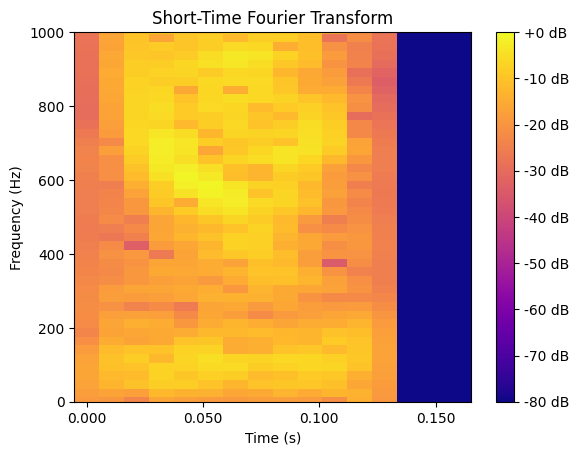 Short-Time Fourier Transform
Frequency (Hz)
1000
800
600
400
200
0
0.000
0.050
0.100
0.150
Time (s)
+0 dB
-10 dB
-20 dB
-30 dB
-40 dB
-50 dB
-60 dB
-70 dB
-80 dB